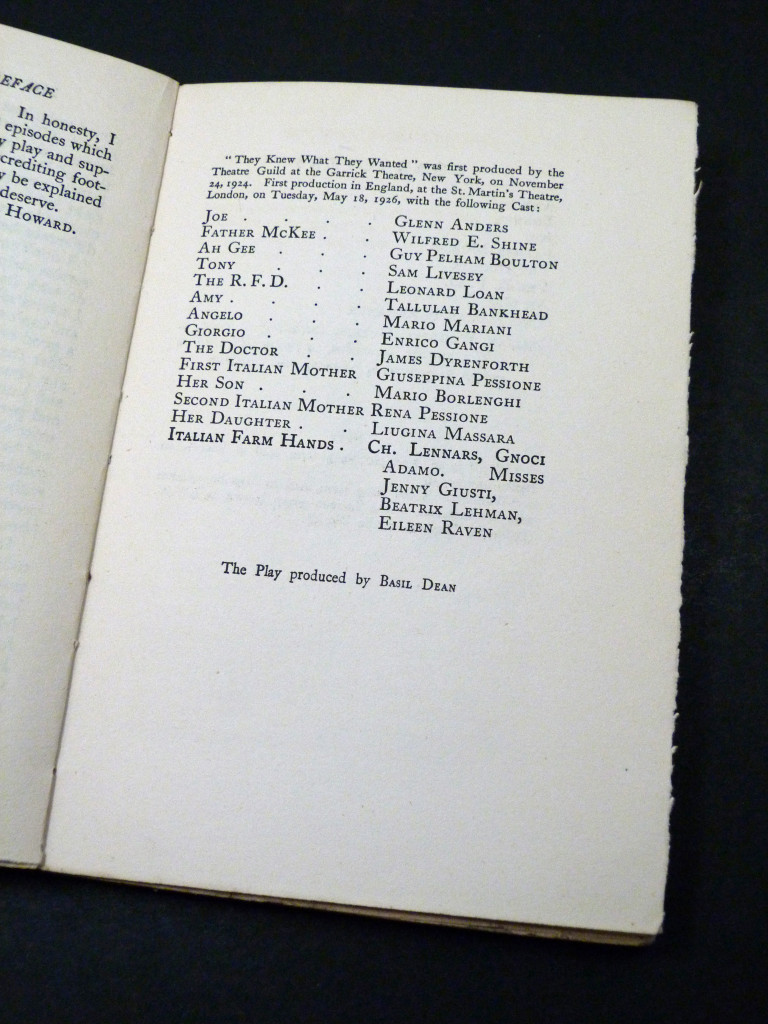 EFACE
In honesty, I
episodes which
y play and sup-
crediting foot-
y be explained
deserve.
HOWARD.
“They Knew What They Wanted” was first produced by the
Theatre Guild at the Garrick Theatre, New York, on November
24, 1924. First production in England, at the St. Martin's Theatre,
London, on Tuesday, May 18, 1926, with the following Cast:
JOE . . . . GLENN ANDERS
FATHER MCKEE . . WILFRED E. SHINE
AH GEE . . . GUY PELHAM BOULTON
TONY . . . SAM LIVESEY
THE R. F. D. . . LEONARD LOAN
AMY . . . . TALLULAH BANKHEAD
ANGELO . . . MARIO MARIANI
GIORGIO . . . ENRICO GANGI
THE DOCTOR . . JAMES DYRENFORTH
FIRST ITALIAN MOTHER GIUSEPPINA PESSIONE
HER SON . . . MARIO BORLENGHI
SECOND ITALIAN MOTHER RENA PESSIONE
HER DAUGHTER . . LIUGINA MASSARA
ITALIAN FARM HANDS . CH. LENNARS, GNOCI
ADAMO. MISSES
JENNY GIUSTI,
BEATRIX LEHMAN,
EILEEN RAVEN
The Play produced by BASIL DEAN